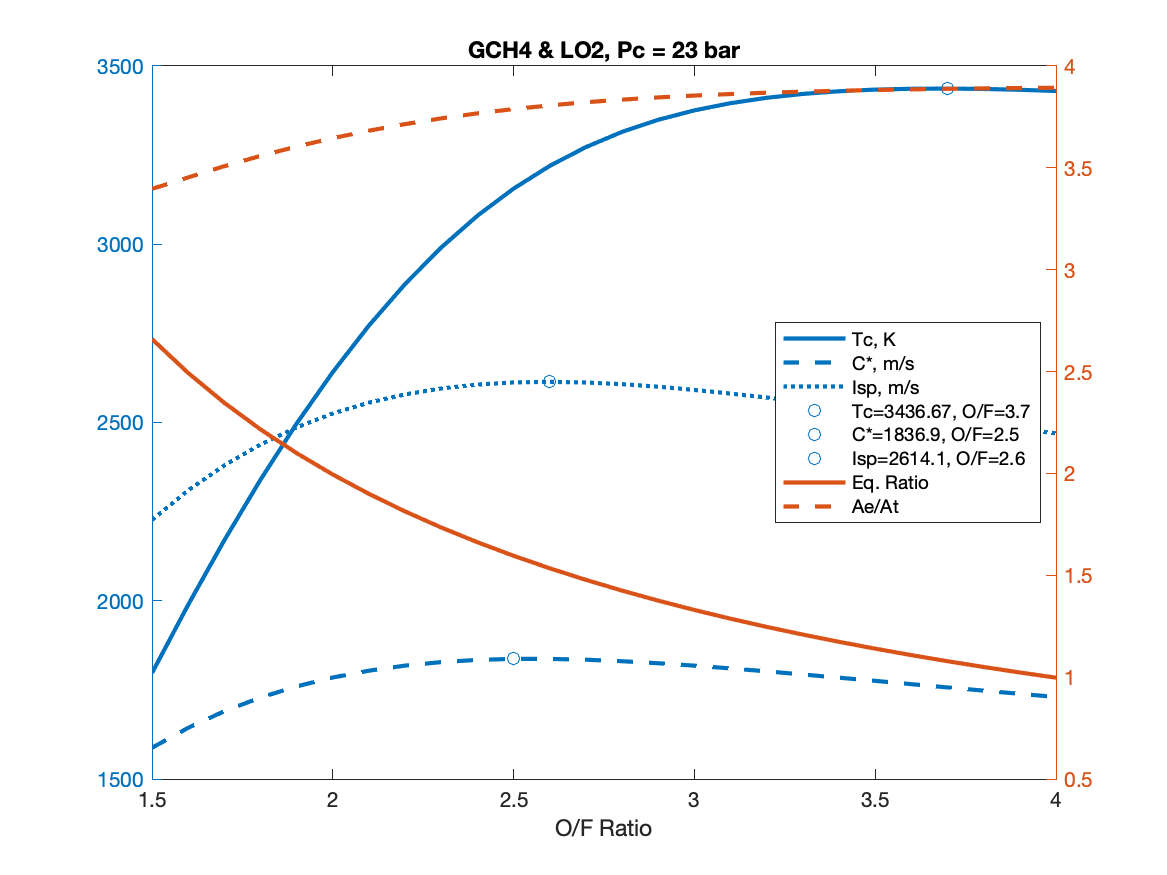 GCH4 & LO2, Pc = 23 bar
3500
3000
2500
2000
1500
4
3.5
3
2.5
2
1.5
1
0.5
Tc, K
C*, m/s
Isp, m/s
Tc=3436.67, O/F=3.7
C*=1836.9, O/F=2.5
Isp=2614.1, O/F=2.6
Eq. Ratio
Ae/At
1.5 2 2.5 3 3.5 4
O/F Ratio